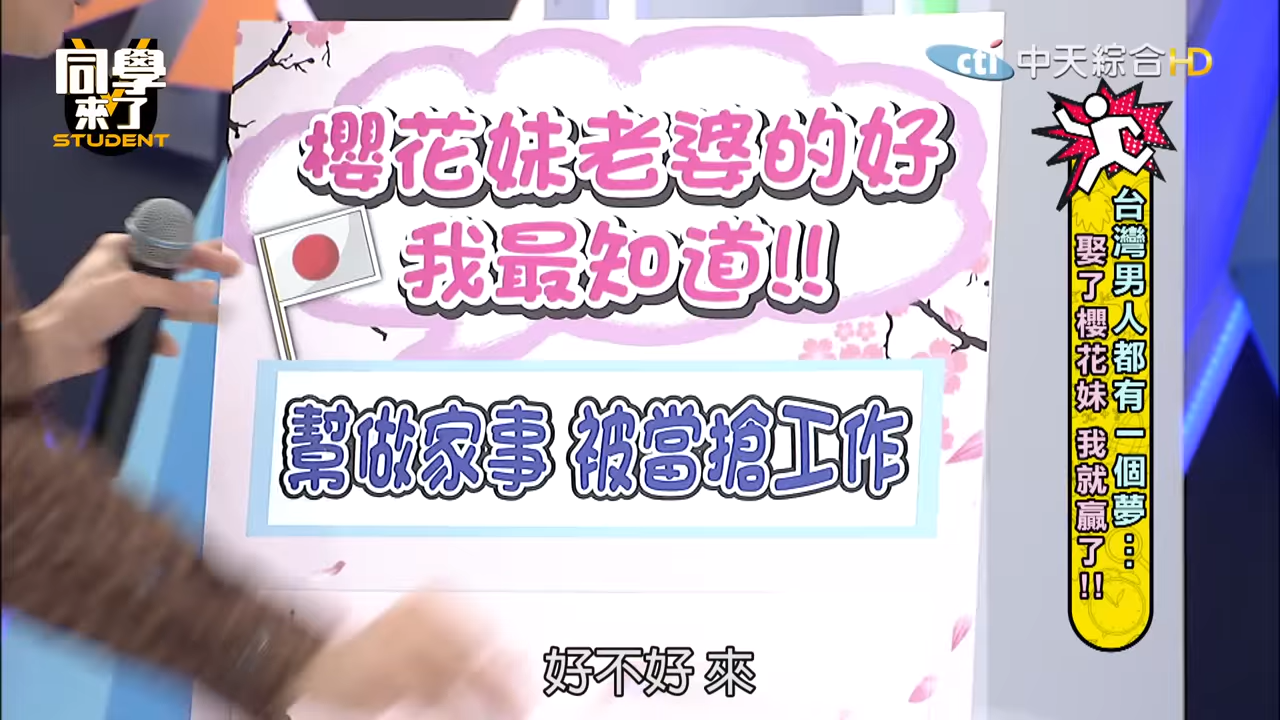 同學
來了
STUDENT
cti 中天綜合HD
櫻花妹老婆的好
我最知道!!
幫做家事 被當搶工作
台灣男人都有一個夢…
娶了櫻花妹 我就贏了!!
好不好 來